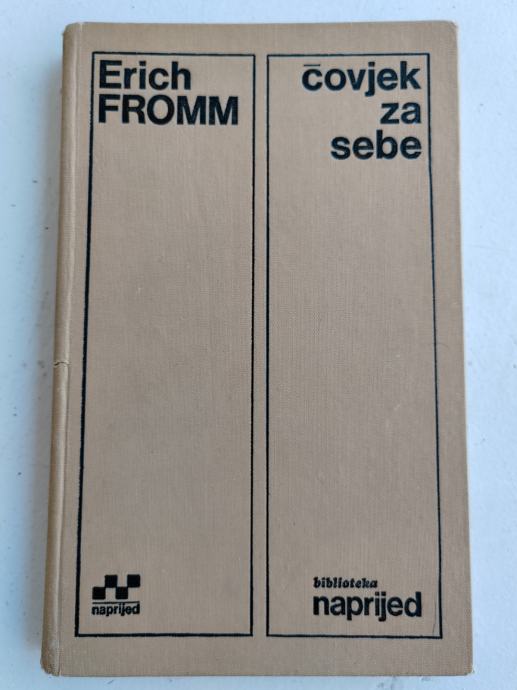 Erich
FROMM
čovjek
za
sebe
naprijed
biblioteka
naprijed